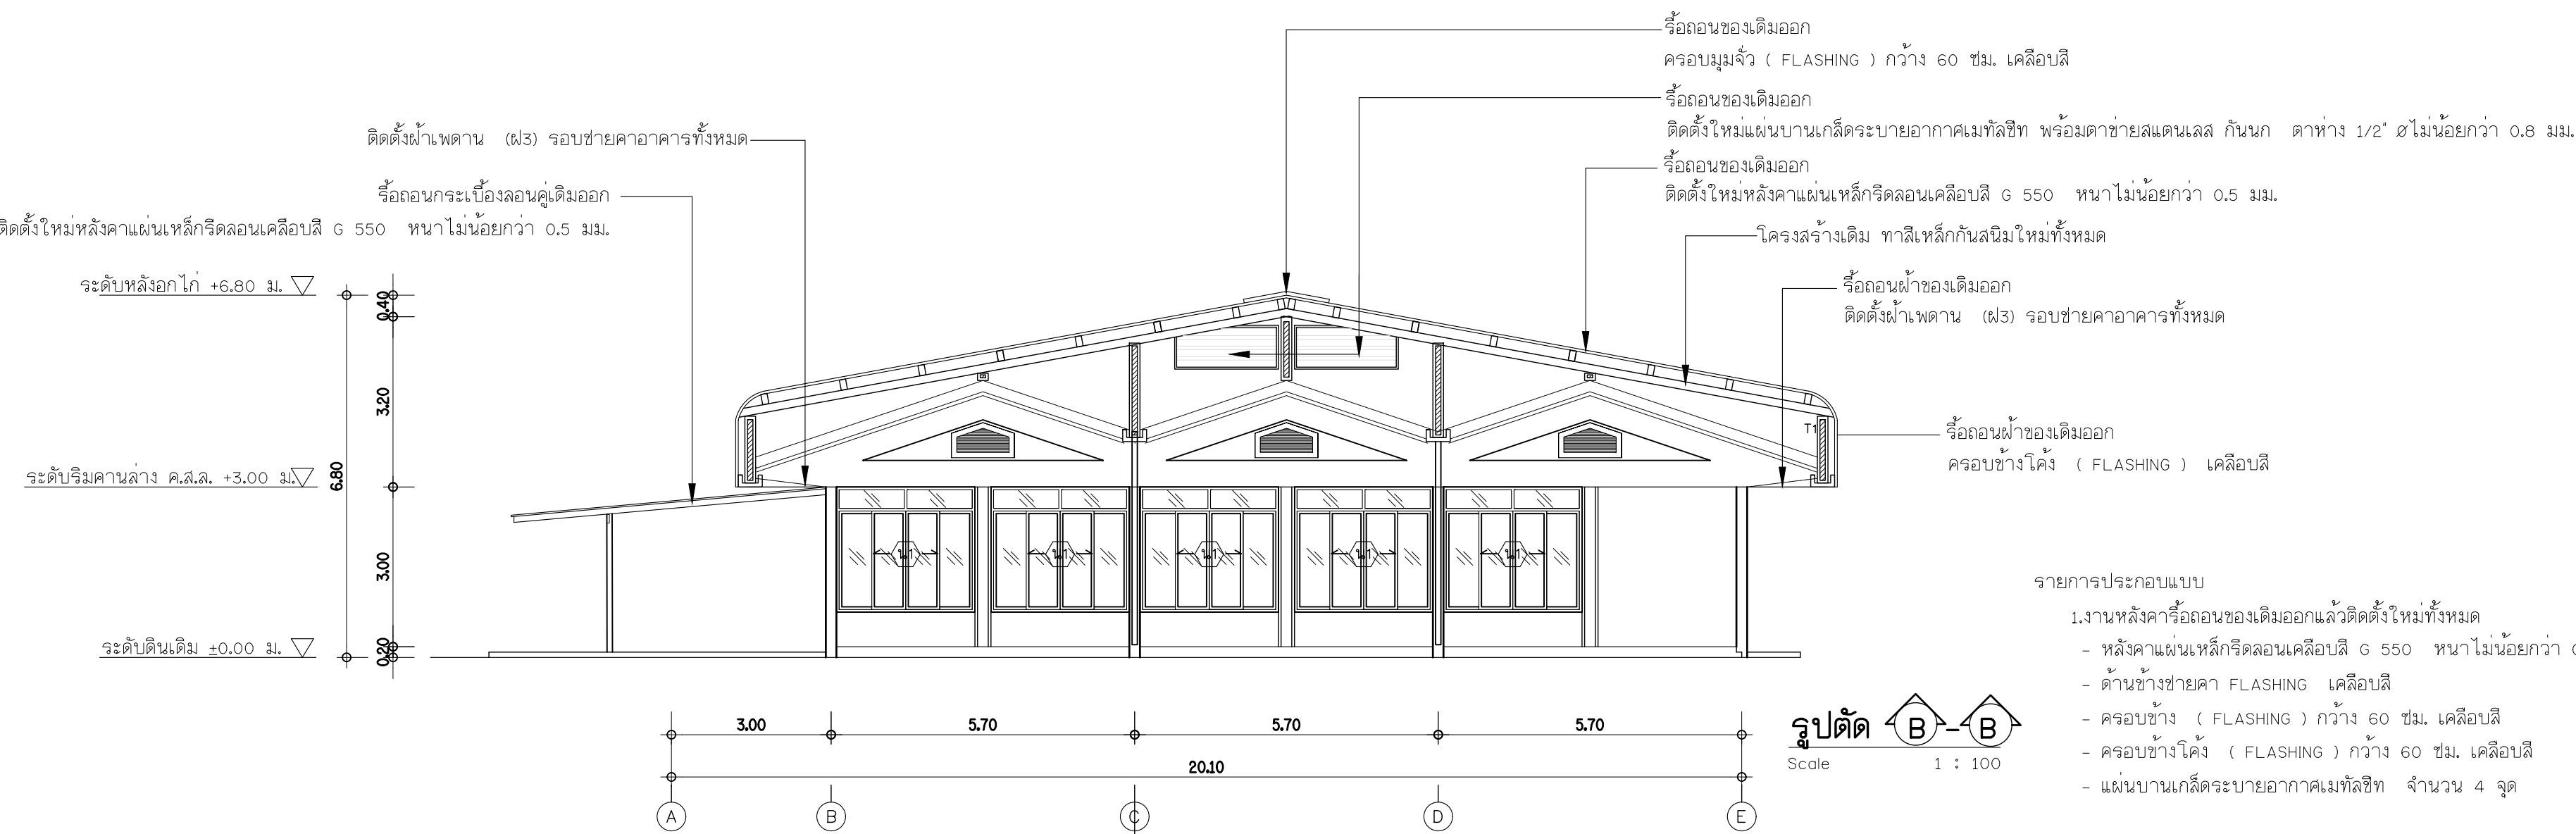 รื้อถอนของเดิมออก
ครอบมุมจั่ว ( FLASHING ) กว้าง 60 ซม. เคลือบสี
รื้อถอนของเดิมออก
ติดตั้งใหม่แผ่นบานเกล็ดระบายอากาศเมทัลชีท พร้อมตาข่ายสแตนเลส กันนก ตาห่าง 1/2" Ø ไม่น้อยกว่า 0.8 มม.
รื้อถอนของเดิมออก
ติดตั้งใหม่หลังคาแผ่นเหล็กรีดลอนเคลือบสี G 550 หนาไม่น้อยกว่า 0.5 มม.
โครงสร้างเดิม ทาสีเหล็กกันสนิมใหม่ทั้งหมด
รื้อถอนฝ้าของเดิมออก
ติดตั้งฝ้าเพดาน (ฝ3) รอบชายคาอาคารทั้งหมด
รื้อถอนฝ้าของเดิมออก
ครอบข้างโค้ง ( FLASHING ) เคลือบสี
ติดตั้งฝ้าเพดาน (ฝ3) รอบชายคาอาคารทั้งหมด
รื้อถอนกระเบื้องลอนคู่เดิมออก
ติดตั้งใหม่หลังคาแผ่นเหล็กรีดลอนเคลือบสี G 550 หนาไม่น้อยกว่า 0.5 มม.
ระดับหลังอกไก่ +6.80 ม.
ระดับริมคานล่าง ค.ส.ล. +3.00 ม.
ระดับดินเดิม ±0.00 ม.
6.80
0.40
3.20
3.00
0.20
T1
น1 น1 น1 น1 น1
3.00 5.70 5.70 5.70
20.10
A B C D E
รูปตัด B - B
Scale 1 : 100
รายการประกอบแบบ
1.งานหลังคารื้อถอนของเดิมออกแล้วติดตั้งใหม่ทั้งหมด
- หลังคาแผ่นเหล็กรีดลอนเคลือบสี G 550 หนาไม่น้อยกว่า
- ด้านข้างชายคา FLASHING เคลือบสี
- ครอบข้าง ( FLASHING ) กว้าง 60 ซม. เคลือบสี
- ครอบข้างโค้ง ( FLASHING ) กว้าง 60 ซม. เคลือบสี
- แผ่นบานเกล็ดระบายอากาศเมทัลชีท จำนวน 4 จุด